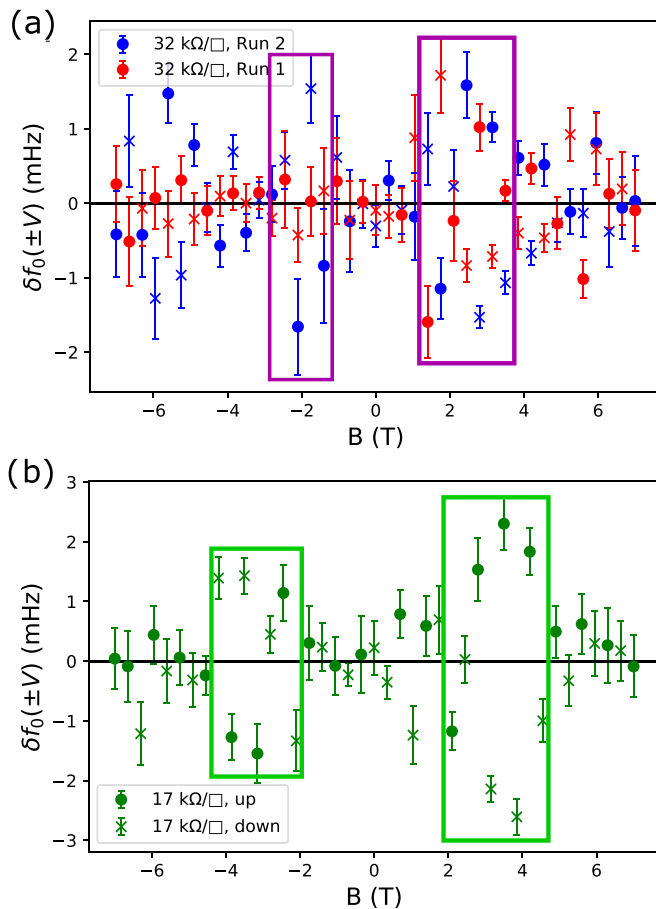 (a)
32 kΩ/□, Run 2
32 kΩ/□, Run 1
2
1
0
−1
−2
δf₀(±V) (mHz)
−6 −4 −2 0 2 4 6
B (T)
(b)
3
2
1
0
−1
−2
−3
δf₀(±V) (mHz)
17 kΩ/□, up
17 kΩ/□, down
−6 −4 −2 0 2 4 6
B (T)